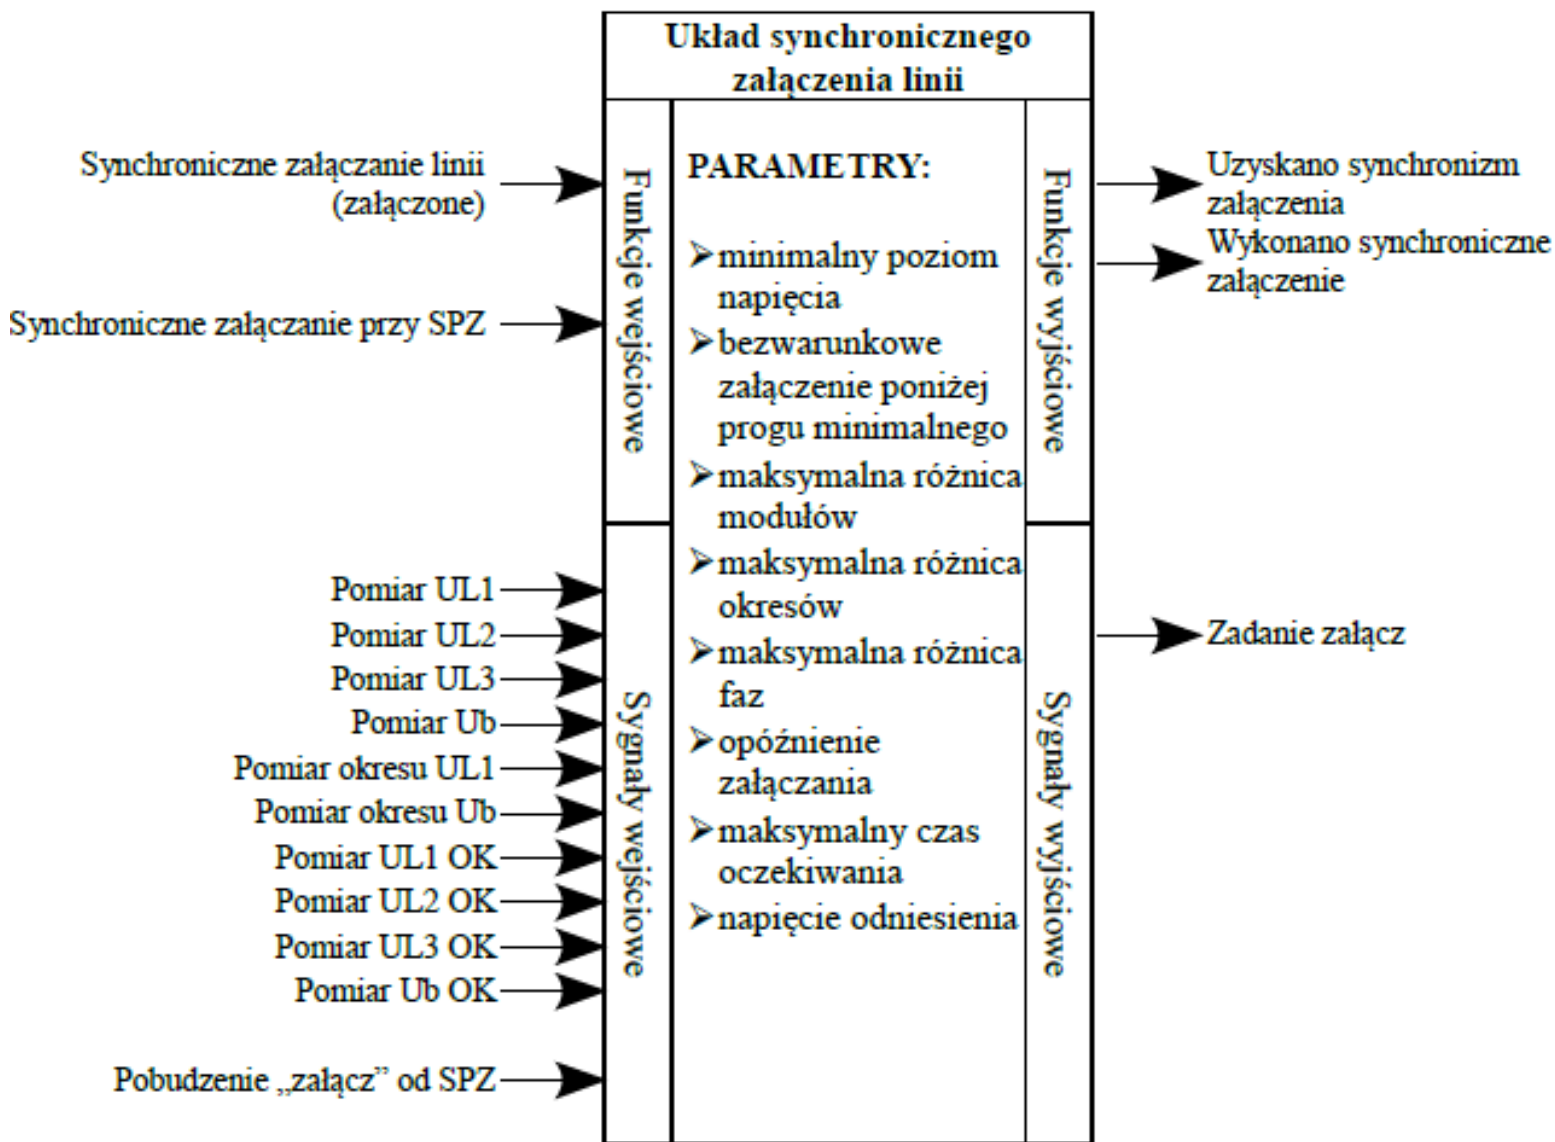 Układ synchronicznego
załączenia linii
Synchroniczne załączanie linii
(załączone)
Synchroniczne załączanie przy SPZ
Funkcje wejściowe
Pomiar UL1
Pomiar UL2
Pomiar UL3
Pomiar Ub
Pomiar okresu UL1
Pomiar okresu Ub
Pomiar UL1 OK
Pomiar UL2 OK
Pomiar UL3 OK
Pomiar Ub OK
Pobudzenie „załącz” od SPZ
Sygnały wejściowe
PARAMETRY:
➢minimalny poziom
napięcia
➢bezwarunkowe
załączenie poniżej
progu minimalnego
➢maksymalna różnica
modułów
➢maksymalna różnica
okresów
➢maksymalna różnica
faz
➢opóźnienie
załączania
➢maksymalny czas
oczekiwania
➢napięcie odniesienia
Funkcje wyjściowe
Uzyskano synchronizm
załączenia
Wykonano synchroniczne
załączenie
Sygnały wyjściowe
Zadanie załącz